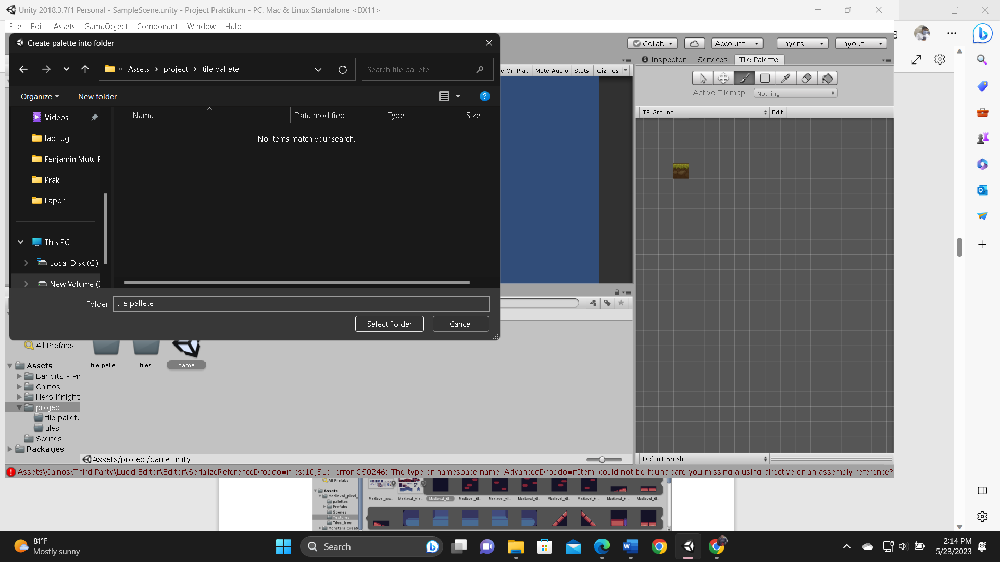 Unity 2018.3.7f1 Personal - SampleScene.unity - Project Praktikum - PC, Mac & Linux Standalone <DX11>
File Edit Assets GameObject Component Window Help
Create palette into folder
Collab Account Layers Layout
« Assets > project > tile pallete
Search tile pallete
e On Play Mute Audio Stats Gizmos
Inspector Services Tile Palette
Organize New folder
Active Tilemap Nothing
TP Ground Edit
Name Date modified Type Size
No items match your search.
Videos
lap tug
Penjamin Mutu
Prak
Lapor
This PC
Local Disk (C:)
New Volume
Folder: tile pallete
Select Folder Cancel
All Prefabs
tile palle... tiles game
Assets
Bandits - Pi
Cainos
Hero Knight
project
tile pallete
tiles
Scenes
Packages
Assets/project/game.unity
Default Brush
Assets\Cainos\Third Party\Lucid Editor\Editor\SerializeReferenceDropdown.cs(10,51): error CS0246: The type or namespace name 'AdvancedDropdownItem' could not be found (are you missing a using directive or an assembly reference?
All Prefabs
Assets
Medieval_pixel_
palettes
Prefabs
Scenes
Textures
Tiles_free
Monsters Creatu
Medieval_pro... Medieval_tile... Medieval_til... Medieval_til... Medieval_til... Medieval_til... Medieval_til... Medieval_til... Medieval_til... Medieval_til...
81°F
Mostly sunny
Search
2:14 PM
5/23/2023